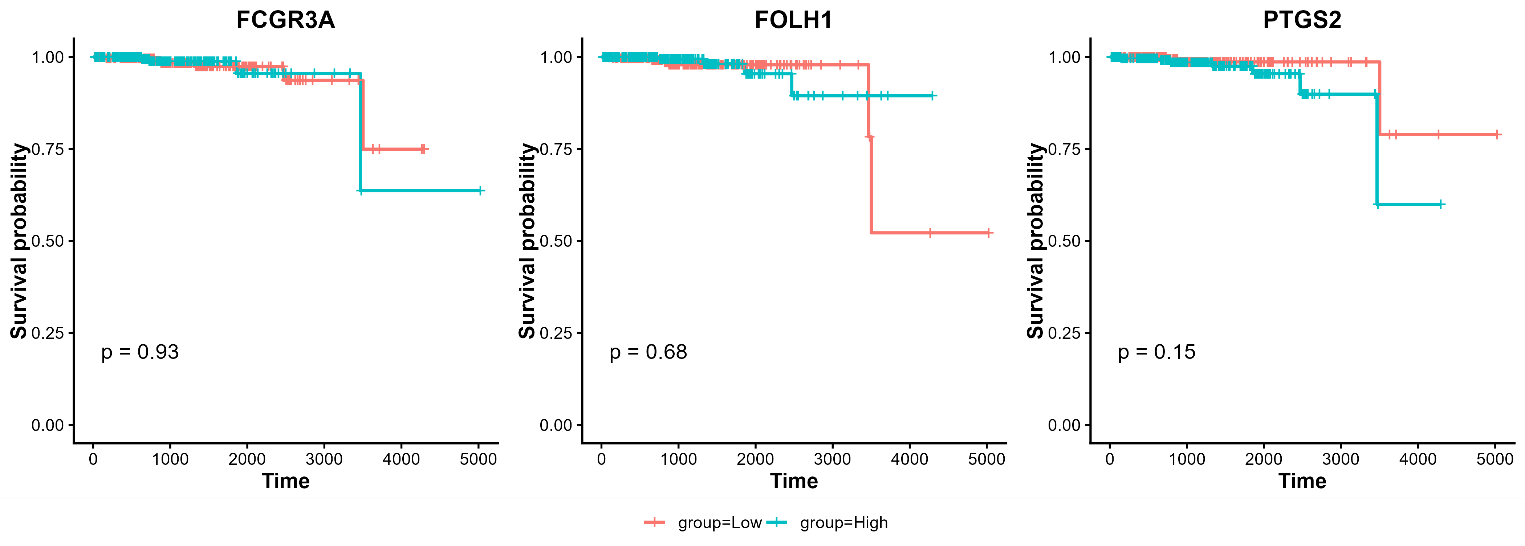 FCGR3A
Survival probability
1.00
0.75
0.50
0.25
0.00
p = 0.93
0 1000 2000 3000 4000 5000
Time
FOLH1
Survival probability
1.00
0.75
0.50
0.25
0.00
p = 0.68
0 1000 2000 3000 4000 5000
Time
PTGS2
Survival probability
1.00
0.75
0.50
0.25
0.00
p = 0.15
0 1000 2000 3000 4000 5000
Time
group=Low group=High